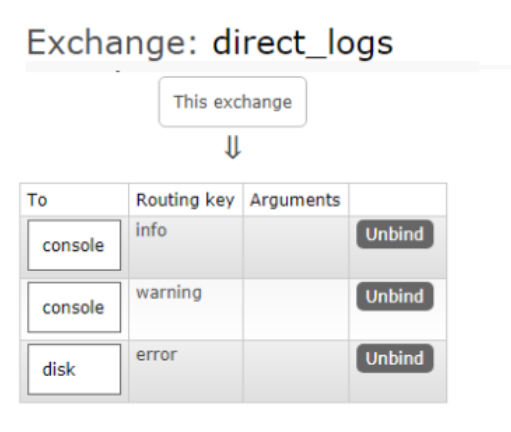 Exchange: direct_logs
This exchange
⇓
To Routing key Arguments
console info Unbind
console warning Unbind
disk error Unbind